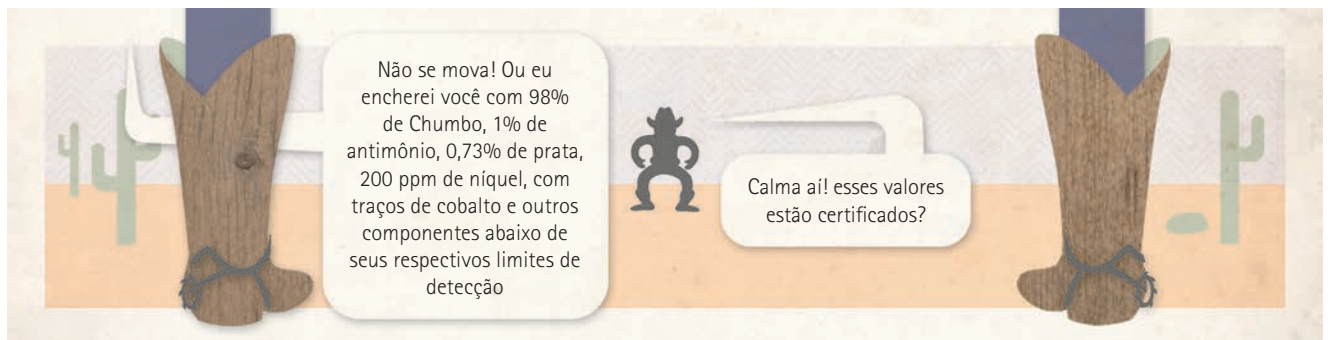 Não se mova! Ou eu
encherei você com 98%
de Chumbo, 1% de
antimônio, 0,73% de prata,
200 ppm de níquel, com
traços de cobalto e outros
componentes abaixo de
seus respectivos limites de
detecção
Calma aí! esses valores
estão certificados?